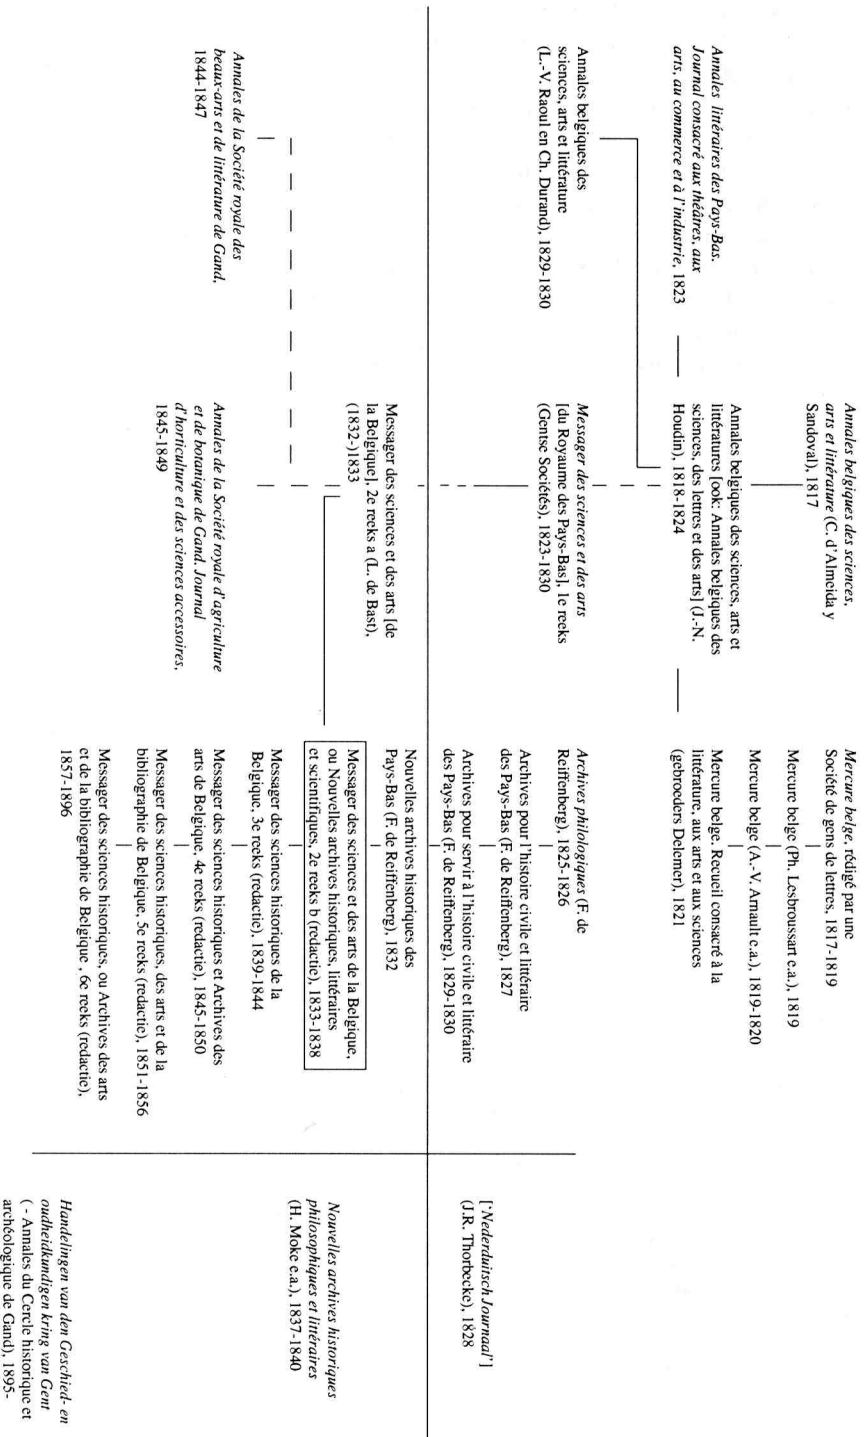 Annales belgiques des sciences,
arts et littérature (C. d'Almeida y
Sandoval), 1817
Mercure belge, rédigé par une
Société de gens de lettres, 1817-1819
Mercure belge (Ph. Lesbroussart e.a.), 1819
Mercure belge (A.-V. Arnault e.a.), 1819-1820
Annales littéraires des Pays-Bas.
Journal consacré aux théâtres, aux
arts, au commerce et à l'industrie, 1823
Annales belgiques des sciences, arts et
littératures [ook: Annales belgiques des
sciences, des lettres et des arts] (J.-N.
Houdin), 1818-1824
Mercure belge. Recueil consacré à la
littérature, aux arts et aux sciences
(gebroeders Delemer), 1821
Annales belgiques des
sciences, arts et littérature
(L.-V. Raoul en Ch. Durand), 1829-1830
Messager des sciences et des arts
[du Royaume des Pays-Bas], 1e reeks
(Gentse Sociétés), 1823-1830
Archives philologiques (F. de
Reiffenberg), 1825-1826
Archives pour l'histoire civile et littéraire
des Pays-Bas (F. de Reiffenberg), 1827
Archives pour servir à l'histoire civile et littéraire
des Pays-Bas (F. de Reiffenberg), 1829-1830
['Nederduitsch Journaal']
(J.R. Thorbecke), 1828
Messager des sciences et des arts [de
la Belgique], 2e reeks a (L. de Bast),
(1832-)1833
Nouvelles archives historiques des
Pays-Bas (F. de Reiffenberg), 1832
Messager des sciences et des arts de la Belgique,
ou Nouvelles archives historiques, littéraires
et scientifiques, 2e reeks b (redactie), 1833-1838
Nouvelles archives historiques
philosophiques et littéraires
(H. Moke e.a.), 1837-1840
Messager des sciences historiques de la
Belgique, 3e reeks (redactie), 1839-1844
Annales de la Société royale des
beaux-arts et de littérature de Gand,
1844-1847
Annales de la Société royale d'agriculture
et de botanique de Gand. Journal
d'horticulture et des sciences accessoires,
1845-1849
Messager des sciences historiques et Archives des
arts de Belgique, 4e reeks (redactie), 1845-1850
Messager des sciences historiques, des arts et de la
bibliographie de Belgique, 5e reeks (redactie), 1851-1856
Messager des sciences historiques, ou Archives des arts
et de la bibliographie de Belgique , 6e reeks (redactie),
1857-1896
Handelingen van den Geschied- en
oudheidkundigen kring van Gent
( - Annales du Cercle historique et
archéologique de Gand), 1895-